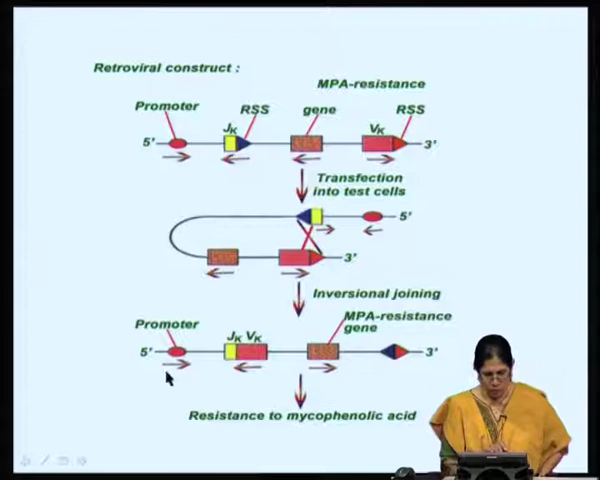 Retroviral construct :
MPA-resistance
gene
Promoter
RSS
RSS
JK
VK
5'
3'
Transfection
into test cells
5'
3'
Inversional joining
Promoter
MPA-resistance
gene
JK VK
5'
3'
Resistance to mycophenolic acid